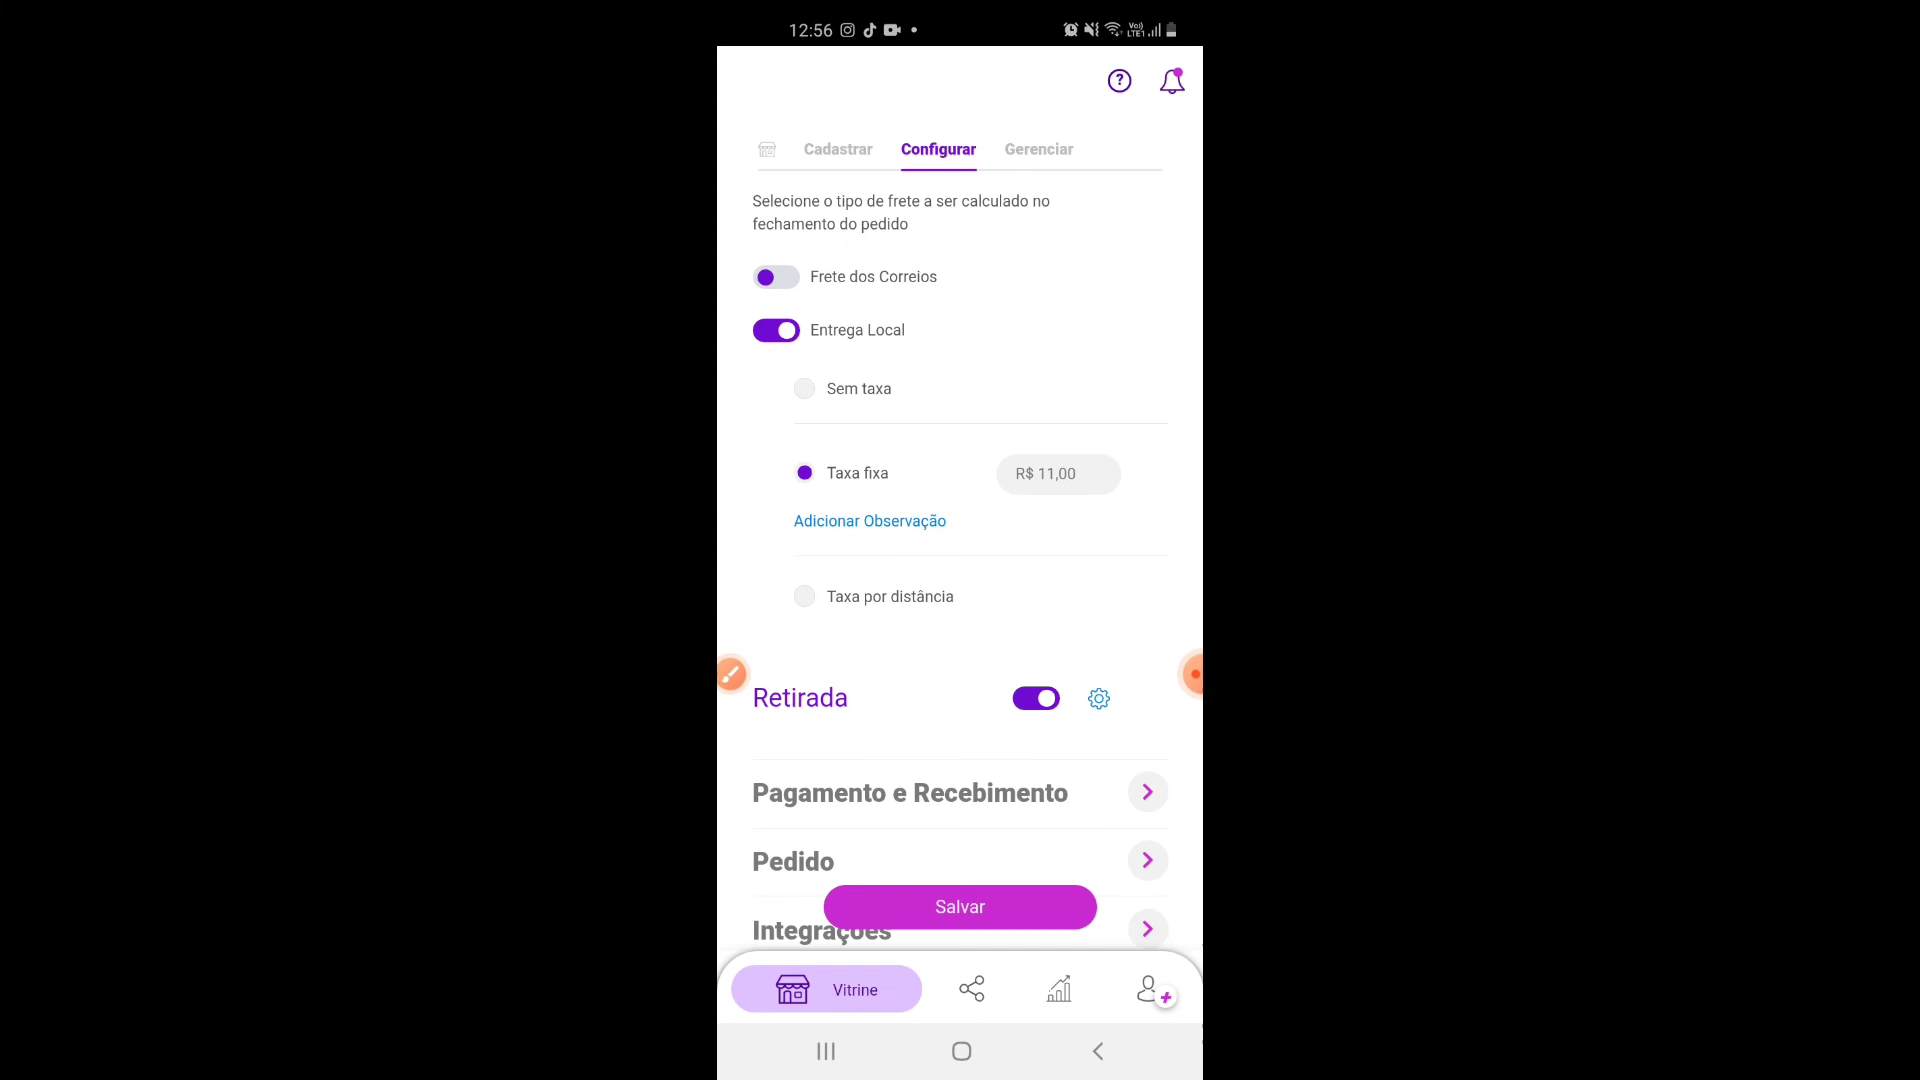 12:56
Vo))
LTE1
?
Cadastrar Configurar Gerenciar
Selecione o tipo de frete a ser calculado no
fechamento do pedido
Frete dos Correios
Entrega Local
Sem taxa
Taxa fixa R$ 11,00
Adicionar Observação
Taxa por distância
Retirada
Pagamento e Recebimento
Pedido
Salvar
Integrações
Vitrine